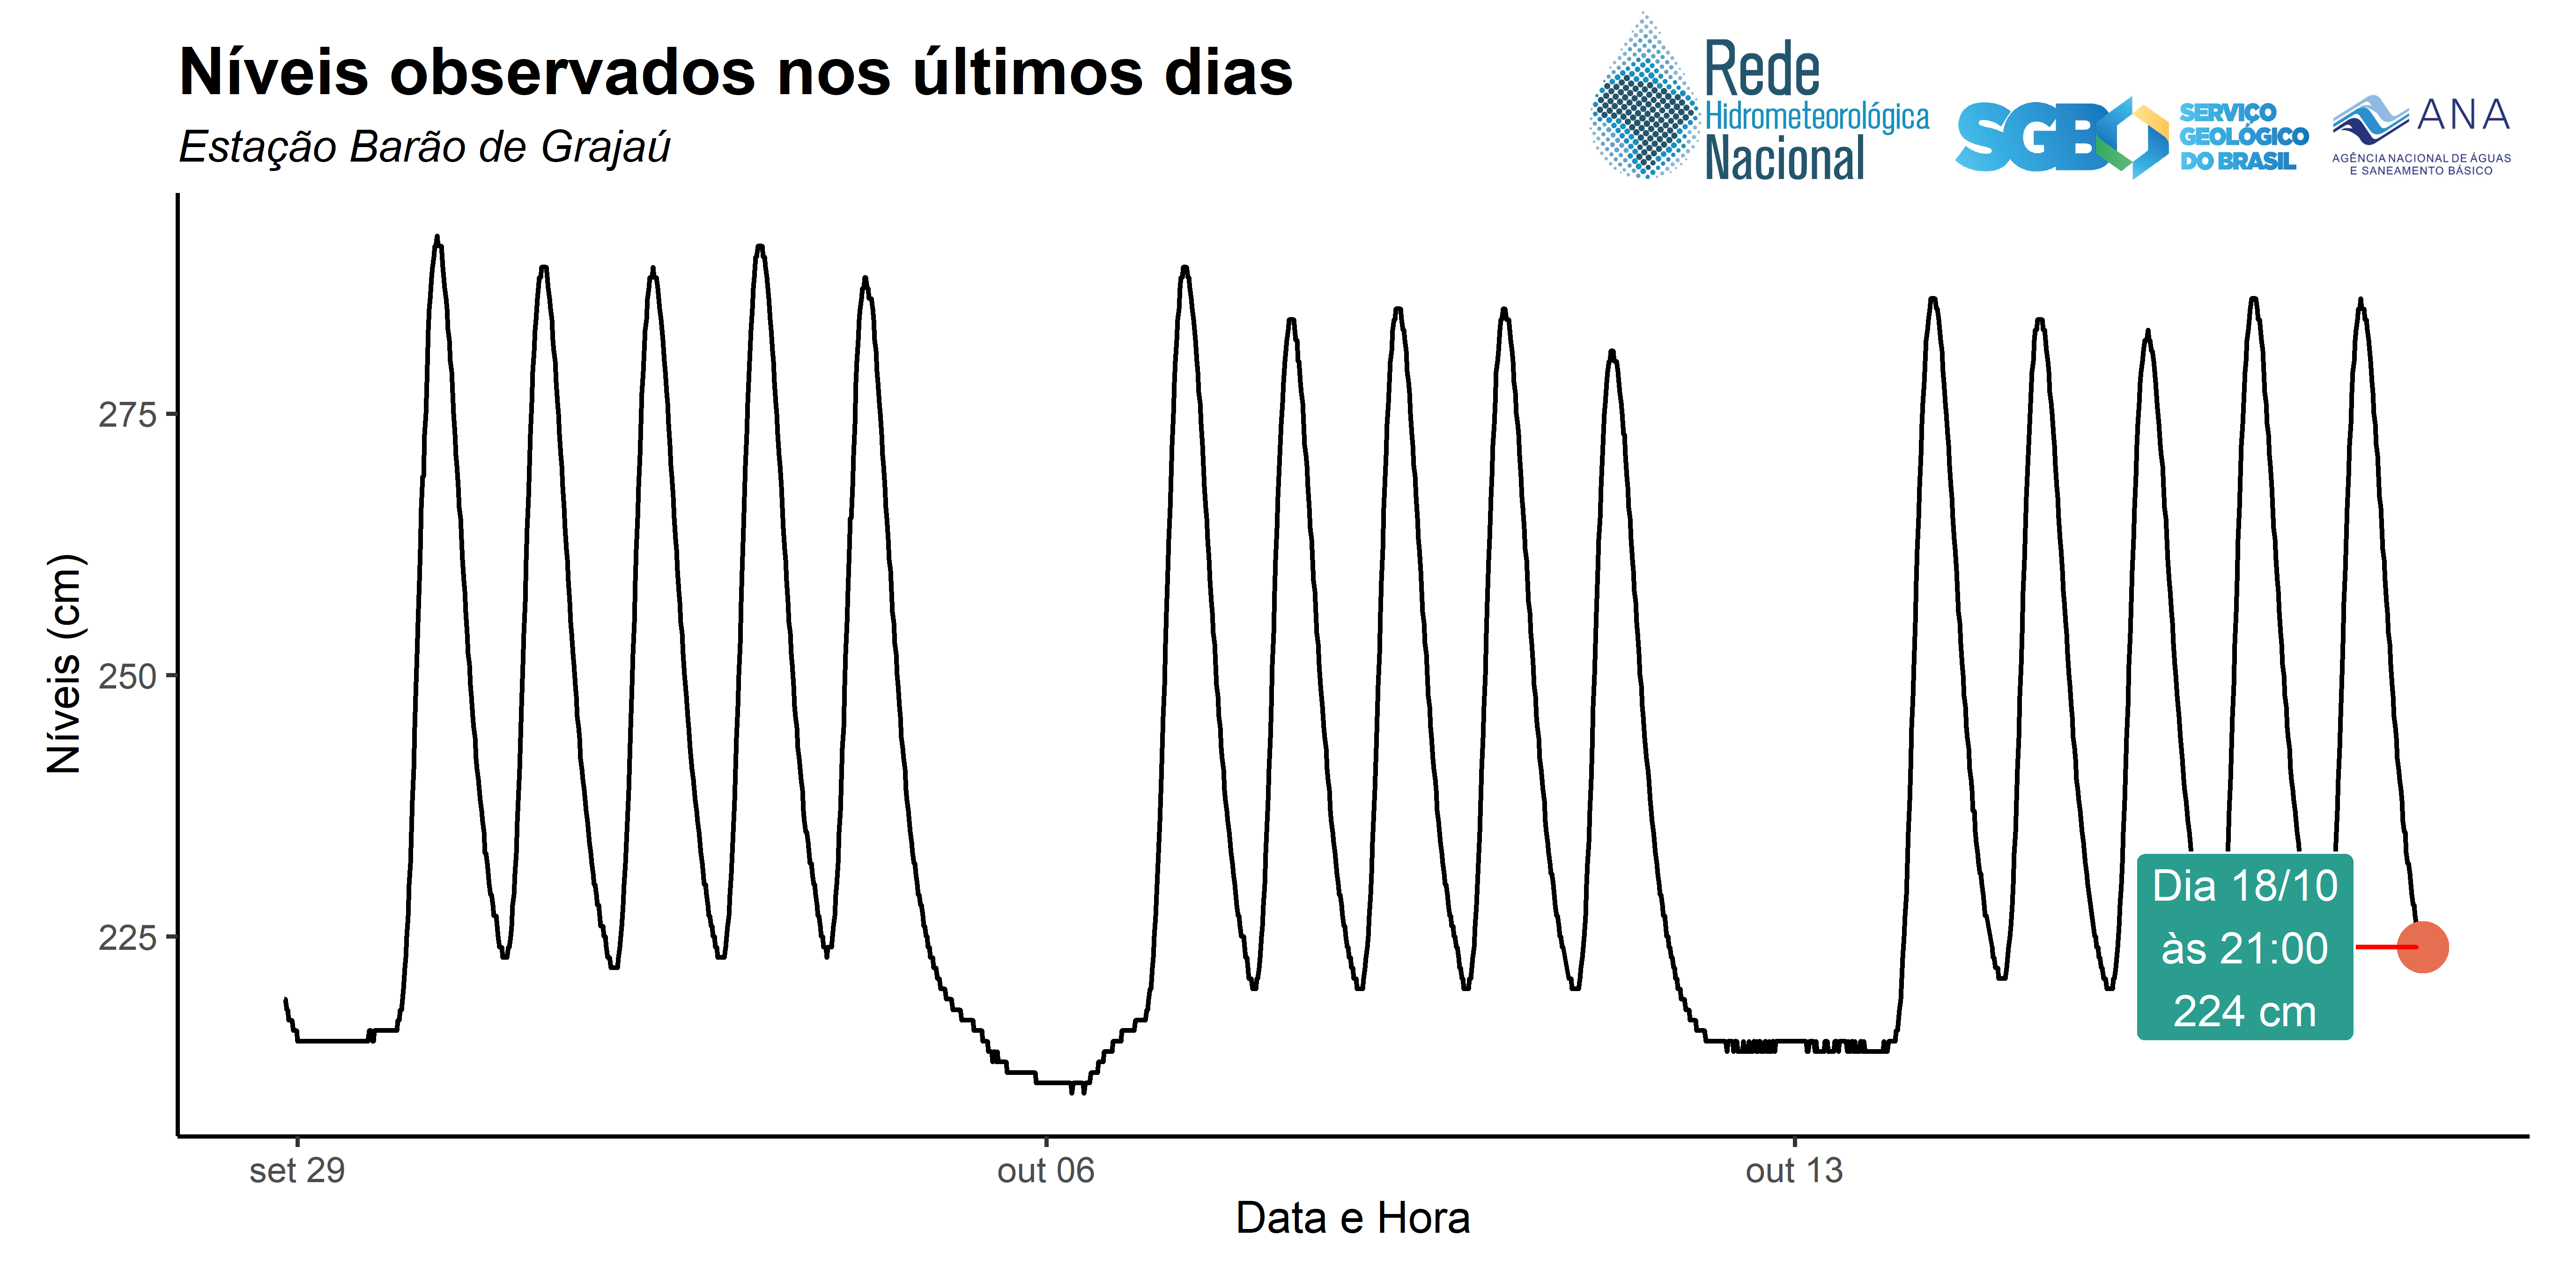 Níveis observados nos últimos dias
Estação Barão de Grajaú
Rede
Hidrometeorológica
Nacional
SGB
SERVIÇO
GEOLÓGICO
DO BRASIL
ANA
AGÊNCIA NACIONAL DE ÁGUAS
E SANEAMENTO BÁSICO
Níveis (cm)
275
250
225
Dia 18/10
às 21:00
224 cm
set 29
out 06
out 13
Data e Hora